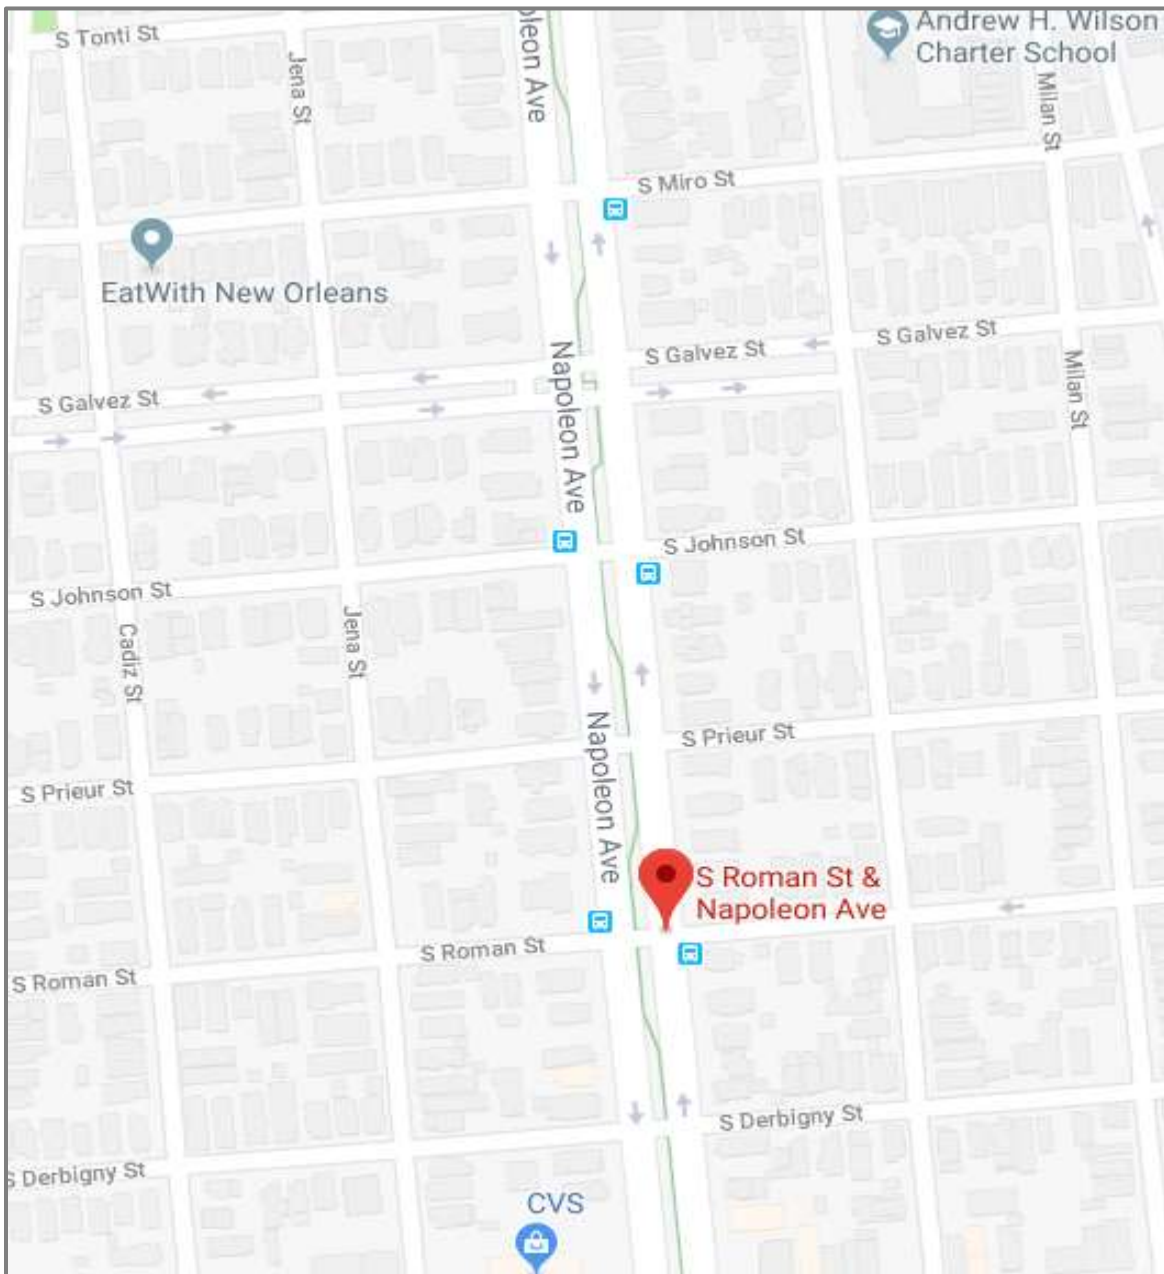 Andrew H. Wilson
Charter School
S Tonti St
Jena St
oleon Ave
Milan St
S Miro St
EatWith New Orleans
S Galvez St
S Galvez St
Napoleon Ave
Milan St
S Galvez St
S Johnson St
S Johnson St
Cadiz St
Jena St
Napoleon Ave
S Prieur St
S Prieur St
S Roman St &
Napoleon Ave
S Roman St
S Roman St
S Derbigny St
S Derbigny St
CVS